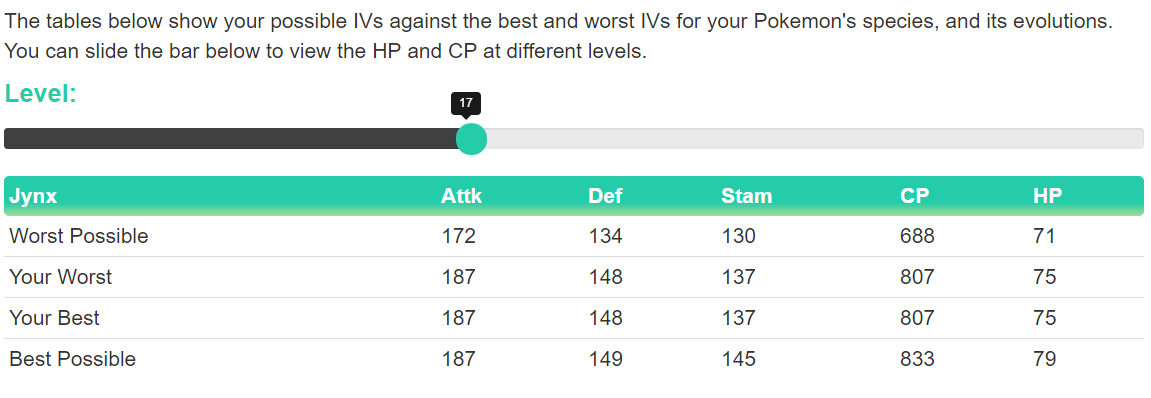 The tables below show your possible IVs against the best and worst IVs for your Pokemon's species, and its evolutions.
You can slide the bar below to view the HP and CP at different levels.
Level:
17
Jynx Attk Def Stam CP HP
Worst Possible 172 134 130 688 71
Your Worst 187 148 137 807 75
Your Best 187 148 137 807 75
Best Possible 187 149 145 833 79